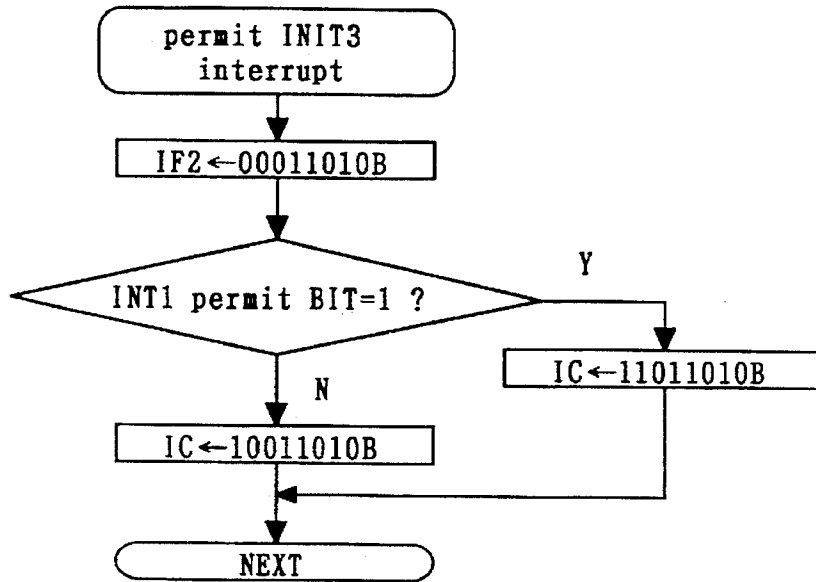 permit INIT3
interrupt
IF2←00011010B
INT1 permit BIT=1 ?
Y
IC←11011010B
N
IC←10011010B
NEXT